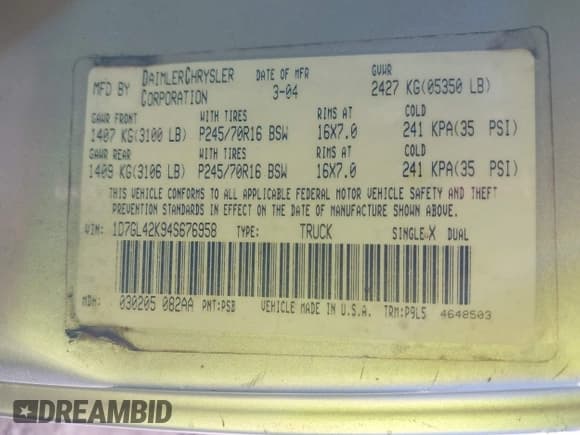 MFD BY DAIMLERCHRYSLER CORPORATION DATE OF MFR 3-04 GVWR 2427 KG(05350 LB)
GAWR FRONT WITH TIRES RIMS AT COLD
1407 KG(3100 LB) P245/70R16 BSW 16X7.0 241 KPA(35 PSI)
GAWR REAR WITH TIRES RIMS AT COLD
1409 KG(3106 LB) P245/70R16 BSW 16X7.0 241 KPA(35 PSI)
THIS VEHICLE CONFORMS TO ALL APPLICABLE FEDERAL MOTOR VEHICLE SAFETY AND THEFT
PREVENTION STANDARDS IN EFFECT ON THE DATE OF MANUFACTURE SHOWN ABOVE.
VIN: 1D7GL42K94S676958 TYPE: TRUCK SINGLE X DUAL
MDH: 030205 082AA PNT:PSB VEHICLE MADE IN U.S.A. TRM:P9L5 4648503
DREAMBID